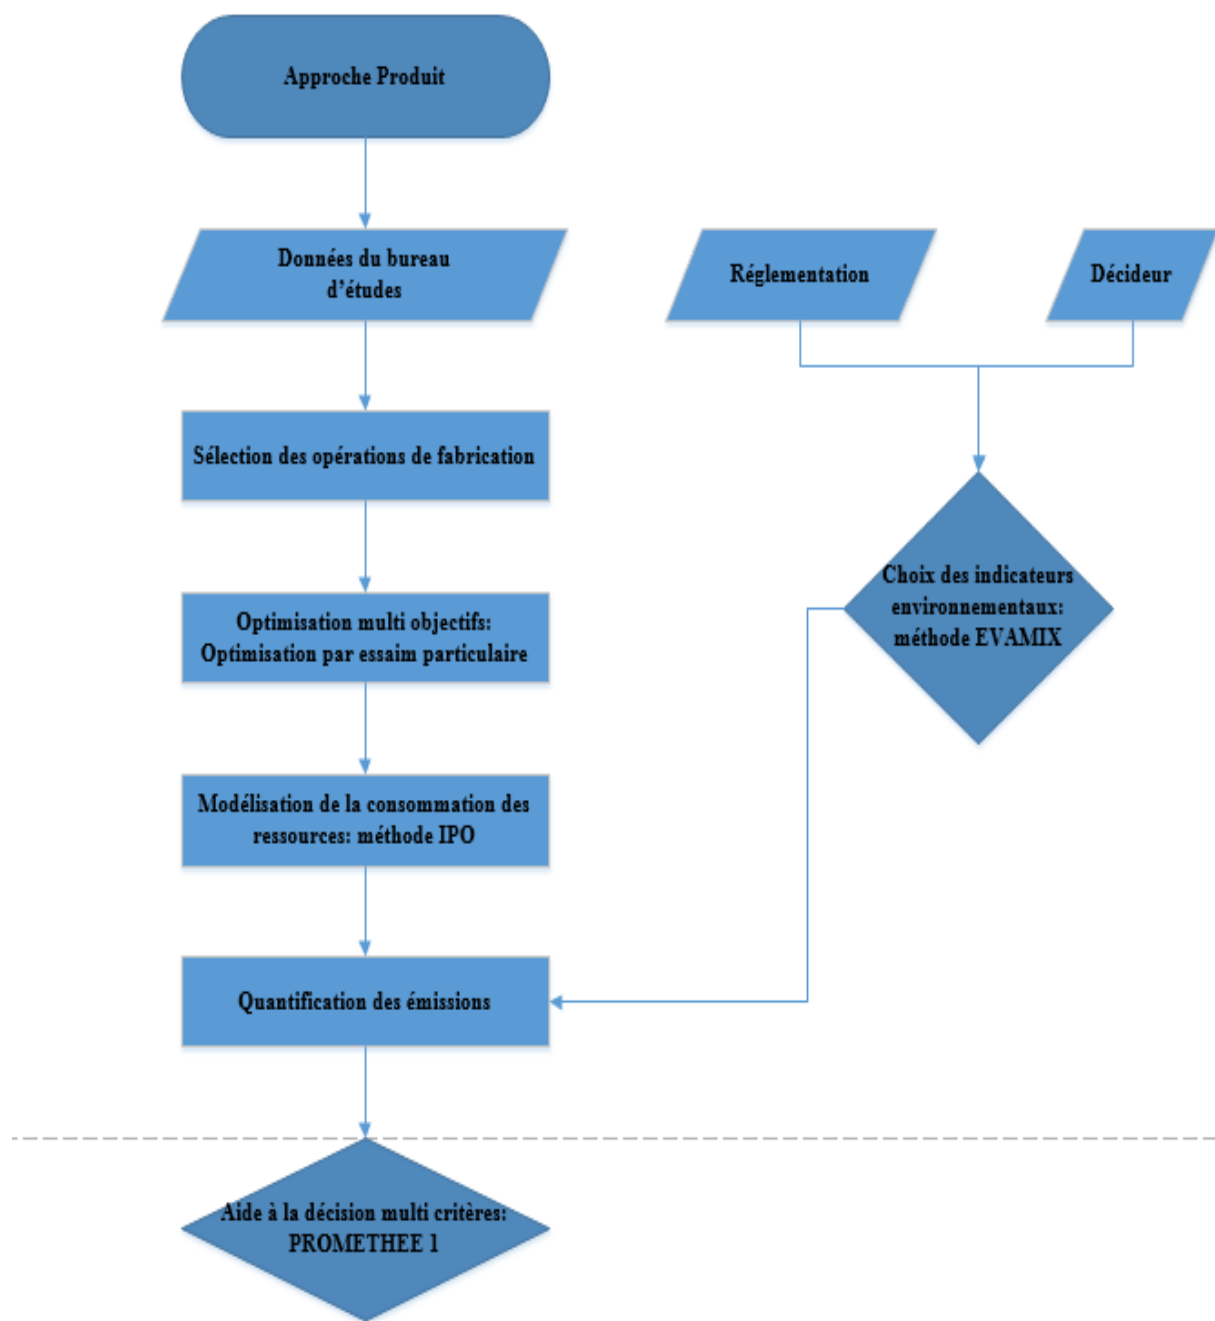 Approche Produit
Données du bureau
d’études
Réglementation
Décideur
Sélection des opérations de fabrication
Optimisation multi objectifs:
Optimisation par essaim particulaire
Choix des indicateurs
environnementaux:
méthode EVAMIX
Modélisation de la consommation des
ressources: méthode IPO
Quantification des émissions
Aide à la décision multi critères:
PROMETHEE 1